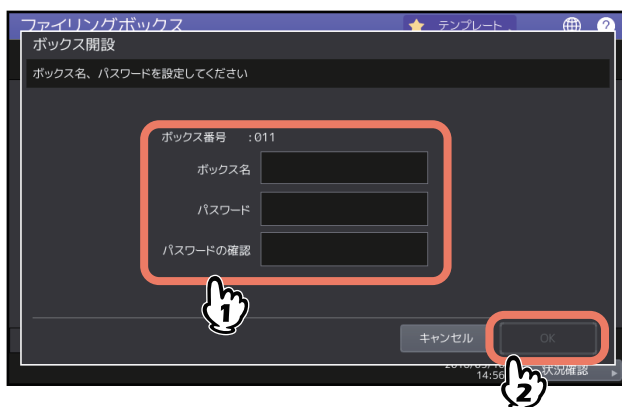 ファイリングボックス
テンプレート
?
ボックス開設
ボックス名、パスワードを設定してください
ボックス番号 :011
ボックス名
パスワード
パスワードの確認
1
キャンセル
OK
14:56
状況確認
2